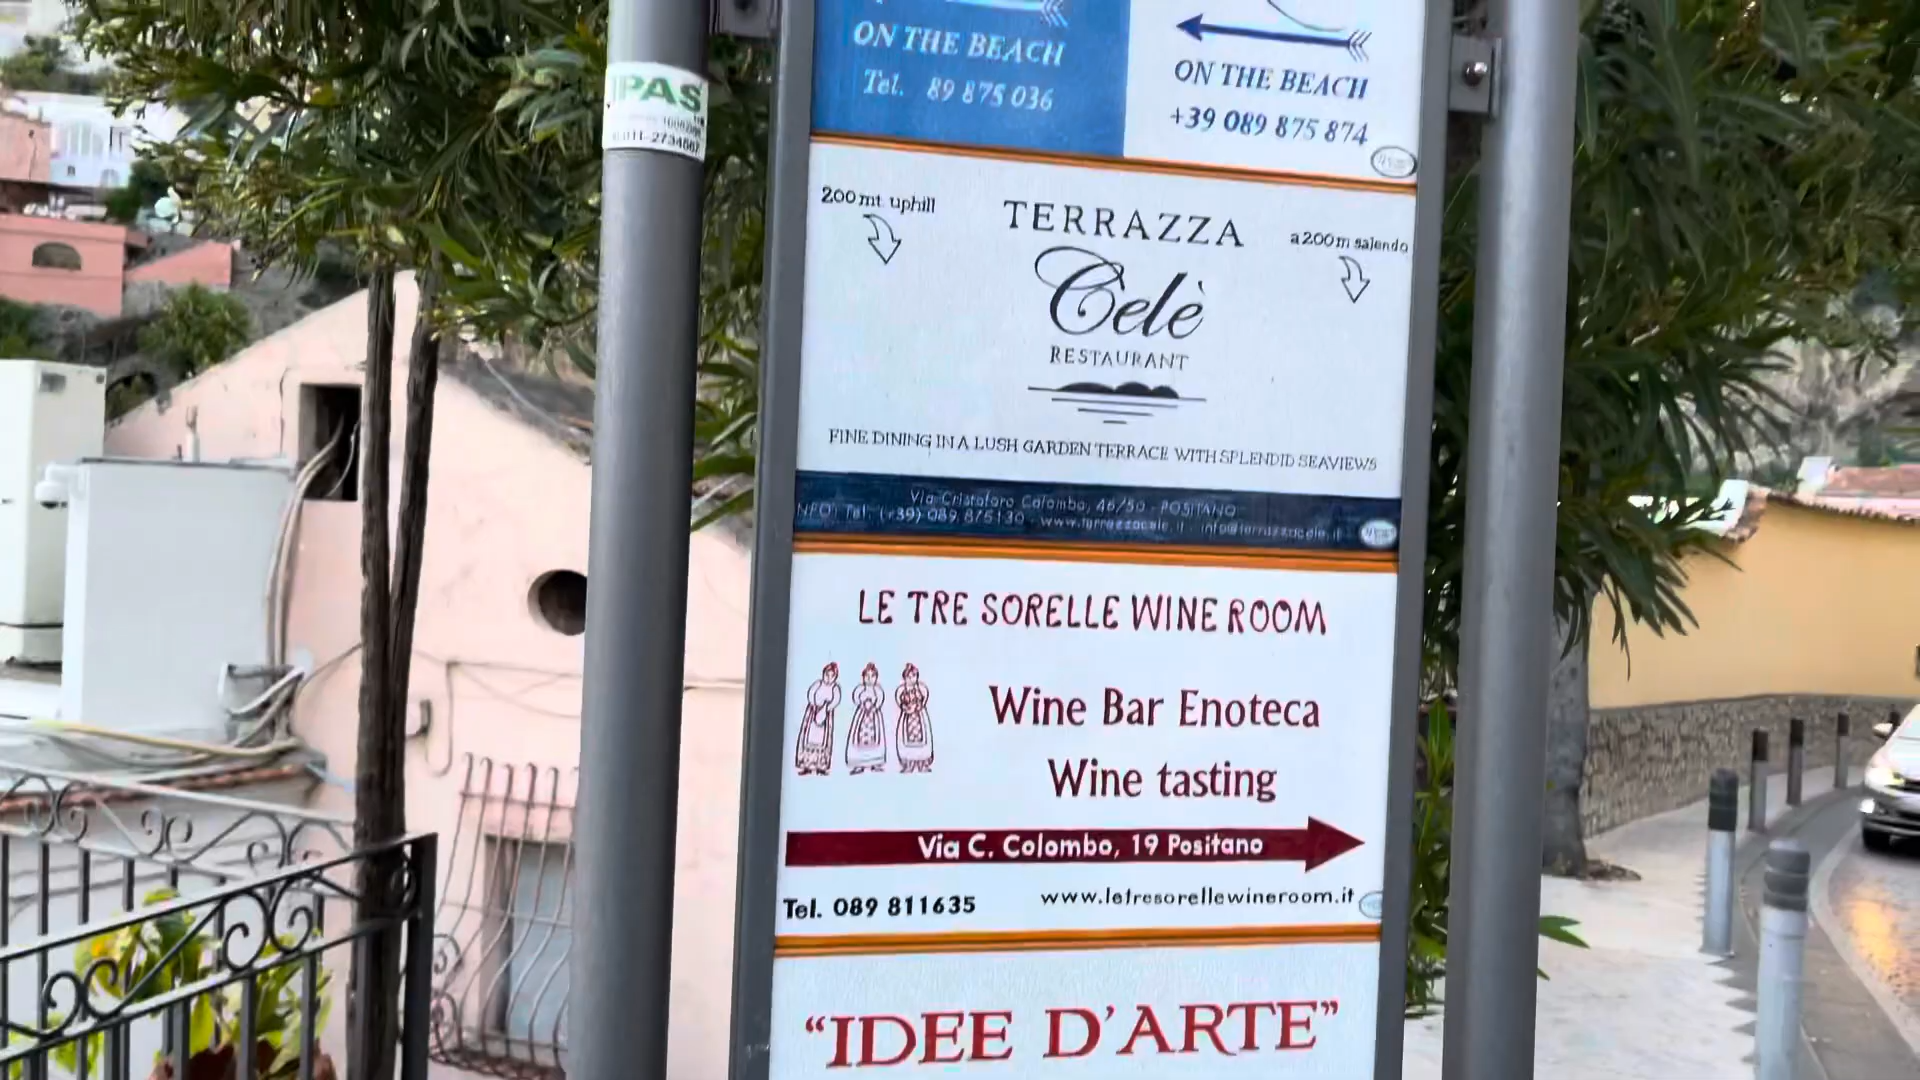 ON THE BEACH
Tel. 89 875 036
ON THE BEACH
+39 089 875 874
IPAS
011-2734567
200 mt. uphill
TERRAZZA
a 200 m salendo
Celè
RESTAURANT
FINE DINING IN A LUSH GARDEN TERRACE WITH SPLENDID SEAVIEWS
Via Cristoforo Colombo, 46/50 - POSITANO
Tel. (+39) 089 875130 - www.terrazzacele.it - info@terrazzacele.it
LE TRE SORELLE WINE ROOM
Wine Bar Enoteca
Wine tasting
Via C. Colombo, 19 Positano
Tel. 089 811635
www.letresorellewineroom.it
"IDEE D'ARTE"